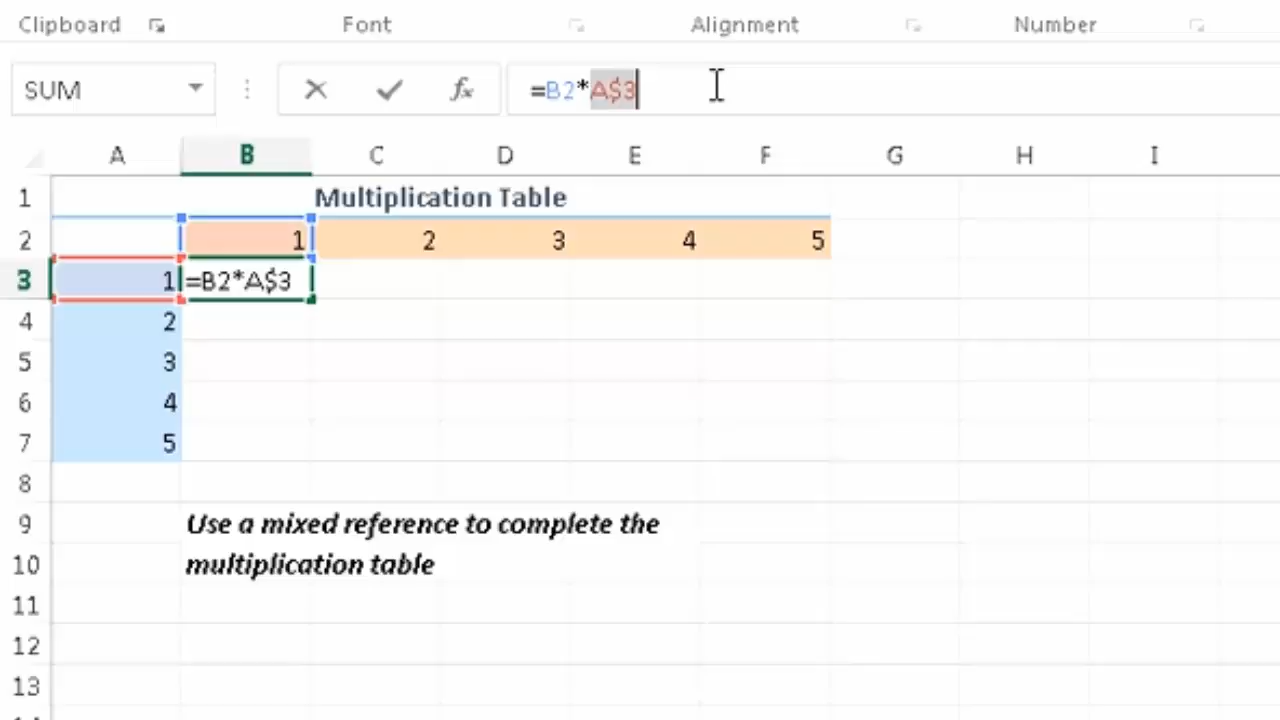 Clipboard Font Alignment Number
SUM =B2*A$3
A B C D E F G H I
1 Multiplication Table
2 1 2 3 4 5
3 1 =B2*A$3
4 2
5 3
6 4
7 5
8
9 Use a mixed reference to complete the
10 multiplication table
11
12
13